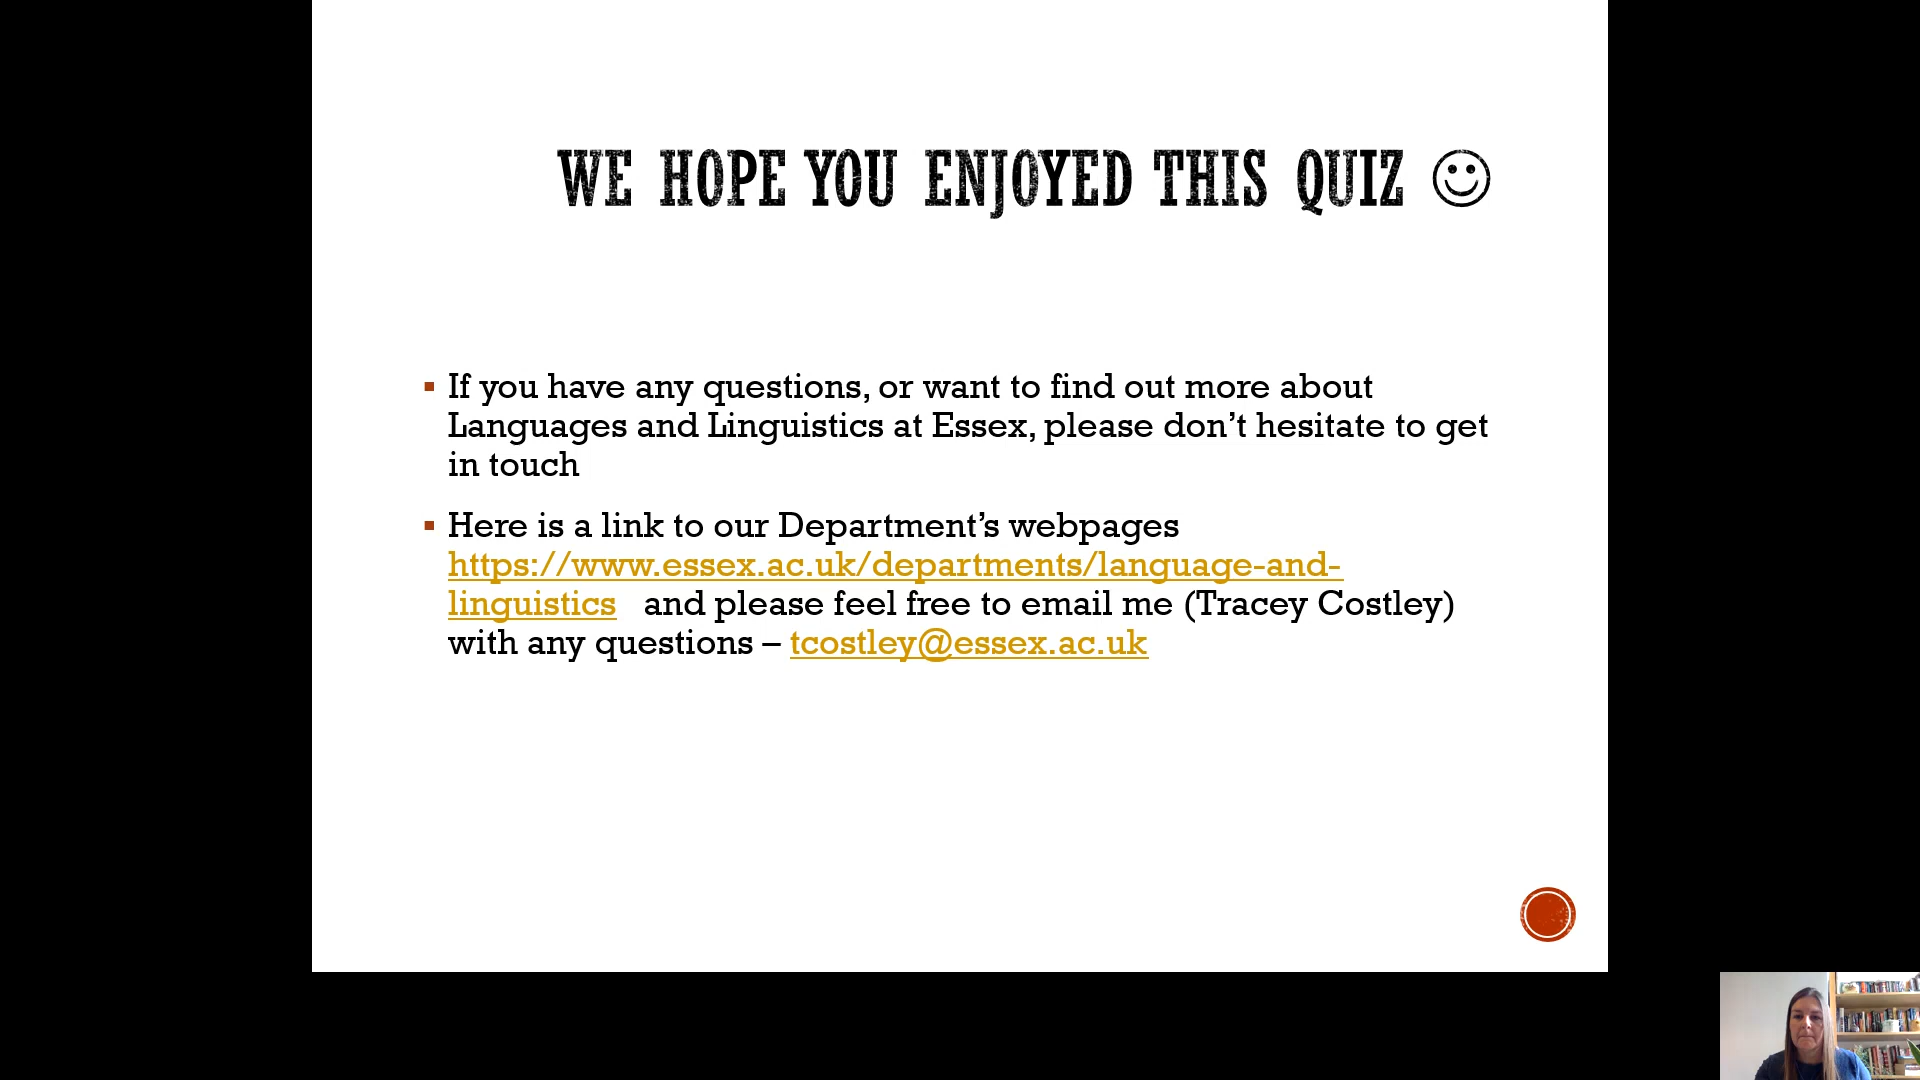 WE HOPE YOU ENJOYED THIS QUIZ ☺
▪ If you have any questions, or want to find out more about
Languages and Linguistics at Essex, please don’t hesitate to get
in touch
▪ Here is a link to our Department’s webpages
https://www.essex.ac.uk/departments/language-and-
linguistics and please feel free to email me (Tracey Costley)
with any questions – tcostley@essex.ac.uk